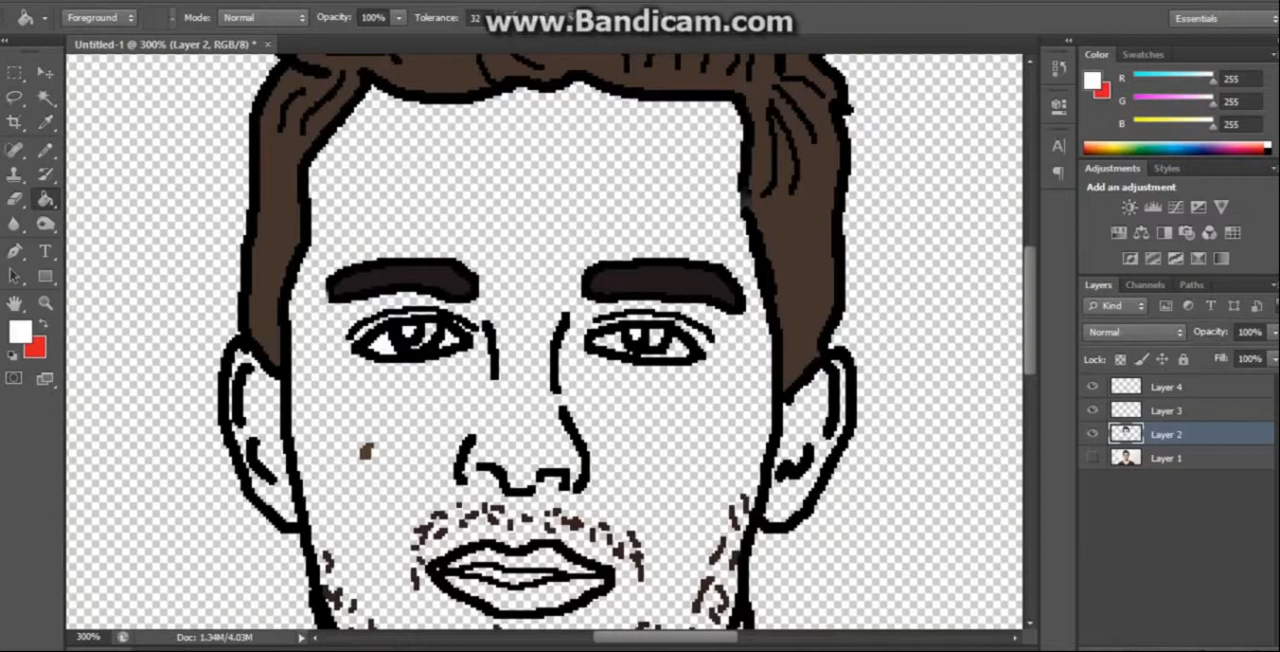 Foreground Mode: Normal Opacity: 100% Tolerance: 32 www.Bandicam.com Essentials
Untitled-1 @ 300% (Layer 2, RGB/8) * ×
Color Swatches
R 255
G 255
B 255
Adjustments Styles
Add an adjustment
Layers Channels Paths
Kind
Normal Opacity: 100%
Lock: Fill: 100%
Layer 4
Layer 3
Layer 2
Layer 1
300% Doc: 1.34M/4.03M